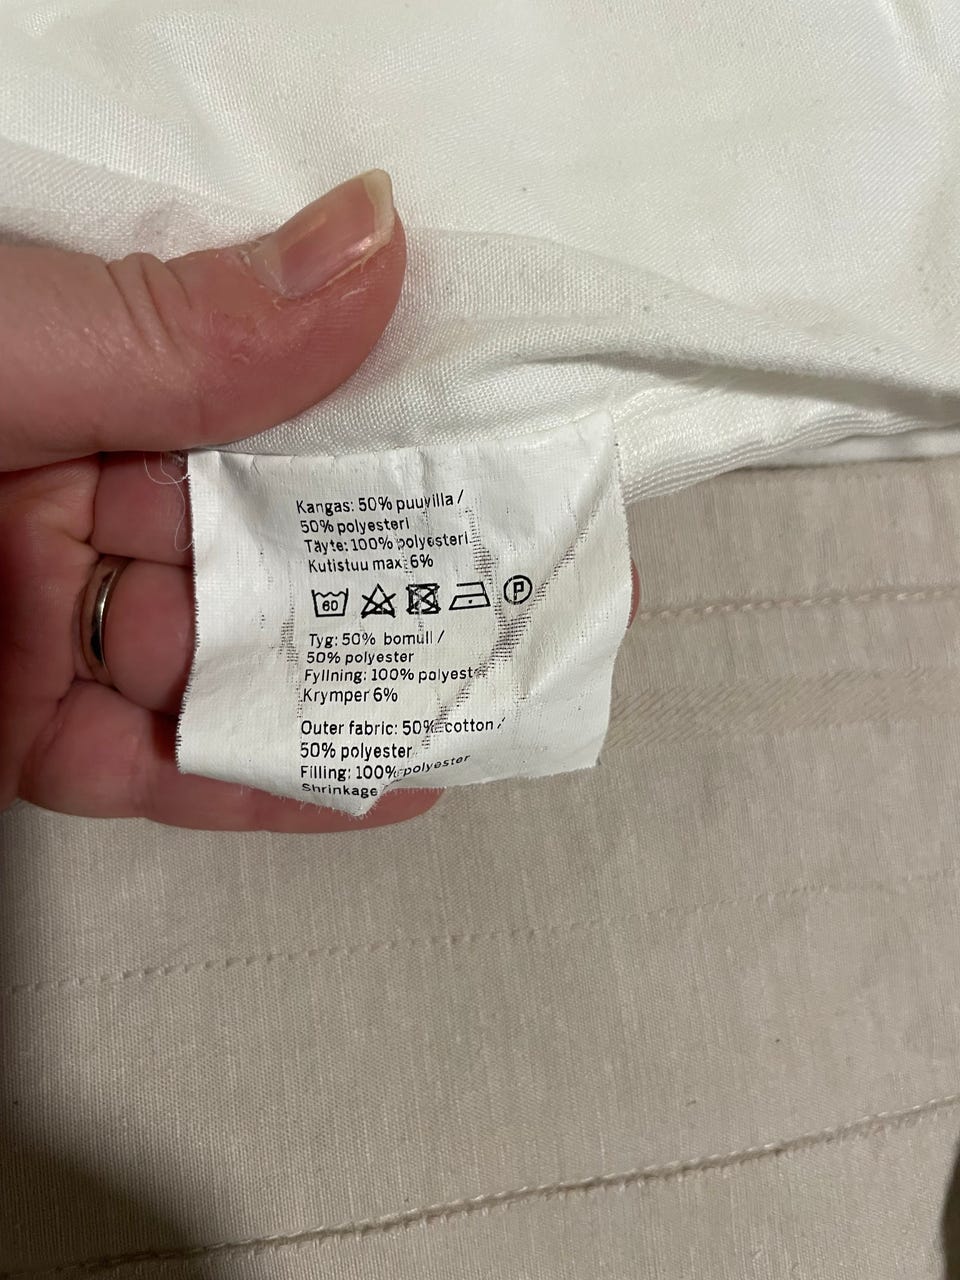 Kangas: 50% puuvilla /
50% polyesteri
Täyte: 100% polyesteri
Kutistuu max. 6%
60 P
Tyg: 50% bomull /
50% polyester
Fyllning: 100% polyester
Krymper 6%
Outer fabric: 50% cotton /
50% polyester
Filling: 100% polyester
Shrinkage